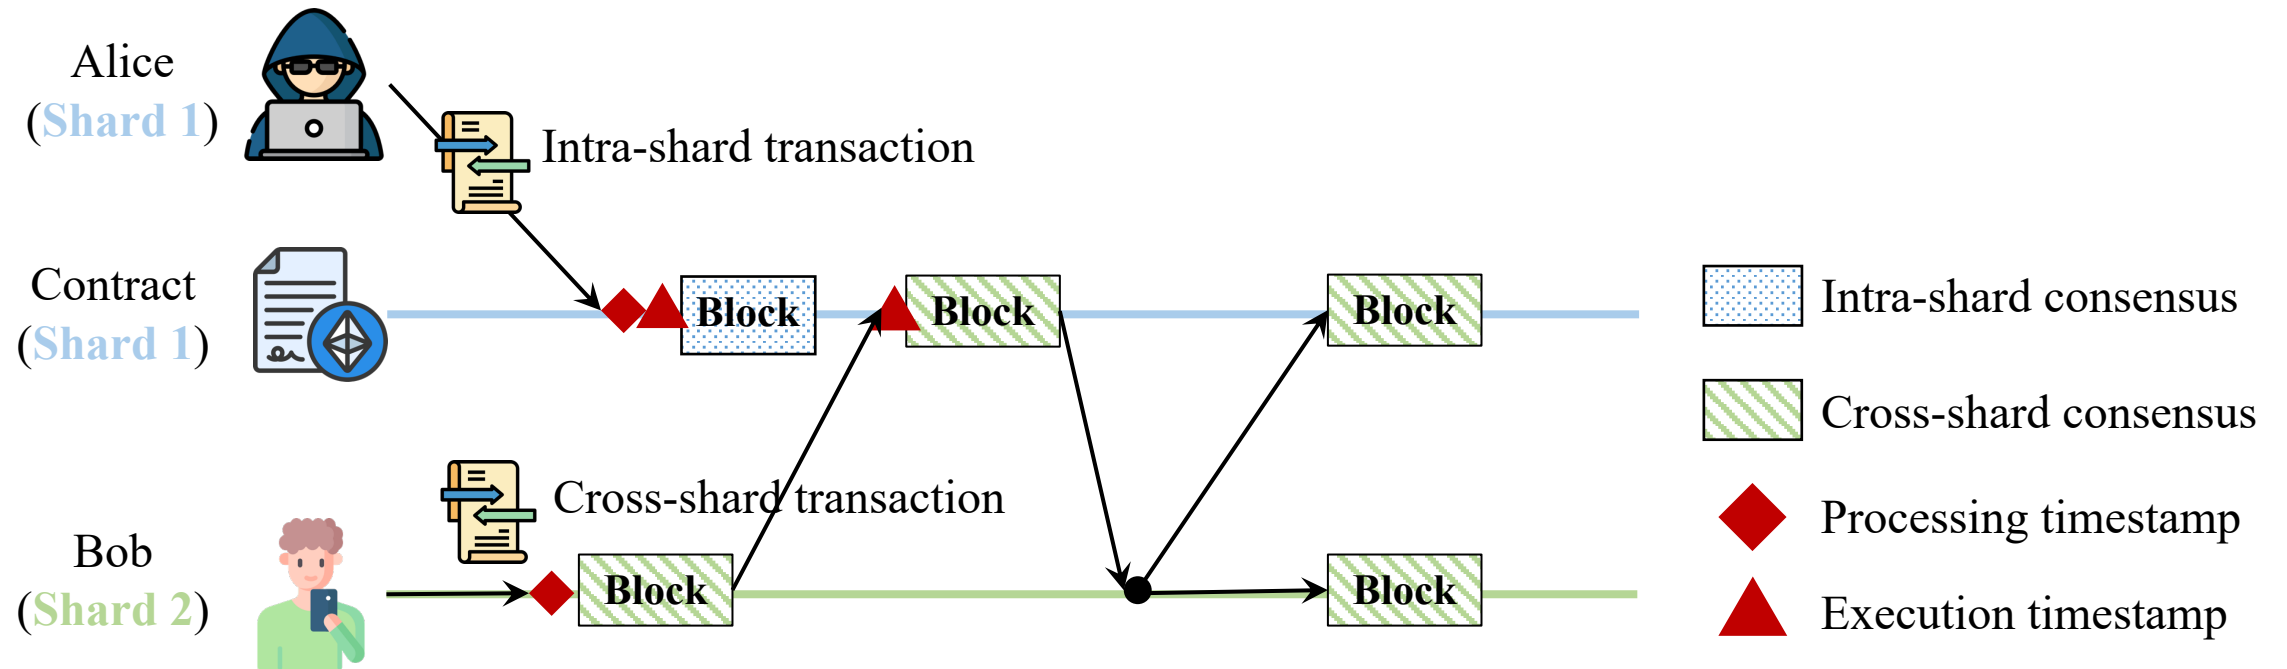 Alice
(Shard 1)
Intra-shard transaction
Contract
(Shard 1)
Block
Block
Block
Cross-shard transaction
Bob
(Shard 2)
Block
Block
Intra-shard consensus
Cross-shard consensus
Processing timestamp
Execution timestamp